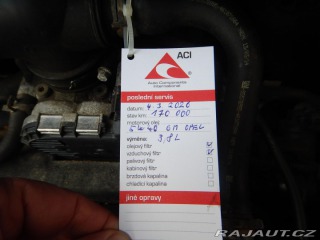 ACI
Auto Components
International
poslední servis
datum: 4.3.2020
stav km: 170 000
motorový olej
5W40 GM OPEL
výměna: 3,8L
olejový filtr
vzduchový filtr
palivový filtr
kabinový filtr
brzdová kapalina
chladící kapalina
jiné opravy
RAJAUT.CZ